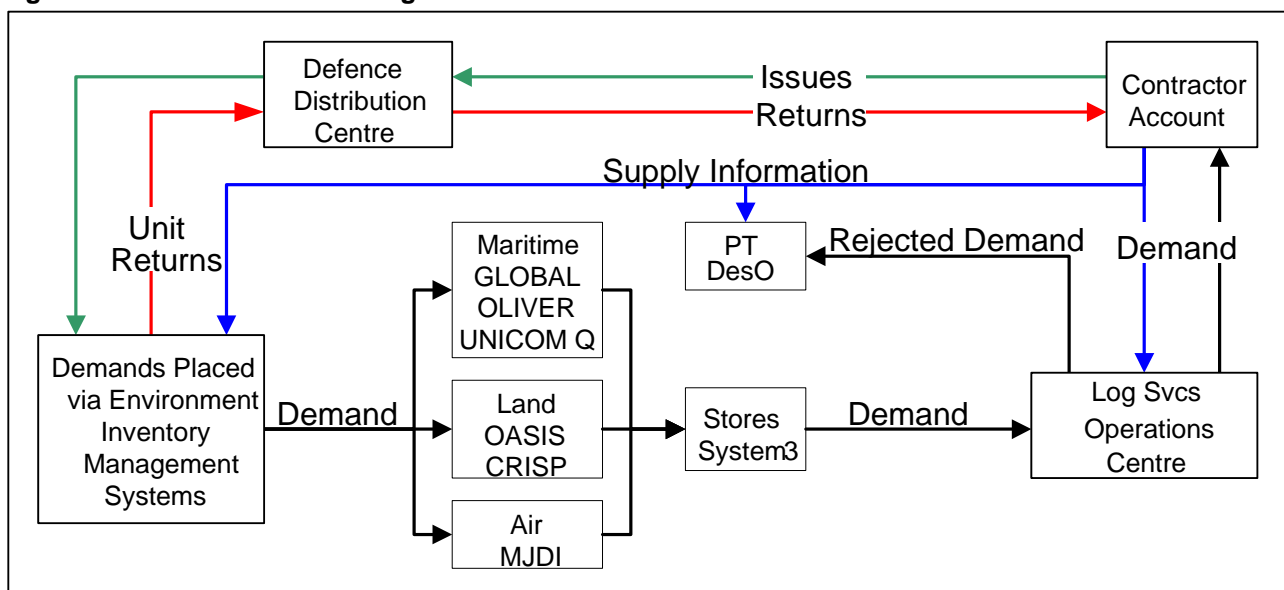 Defence
Distribution
Centre
Issues
Returns
Contractor
Account
Supply Information
Unit
Returns
Maritime
GLOBAL
OLIVER
UNICOM Q
PT
DesO
Rejected Demand
Demand
Demands Placed
via Environment
Inventory
Management
Systems
Demand
Land
OASIS
CRISP
Stores
System3
Demand
Log Svcs
Operations
Centre
Air
MJDI